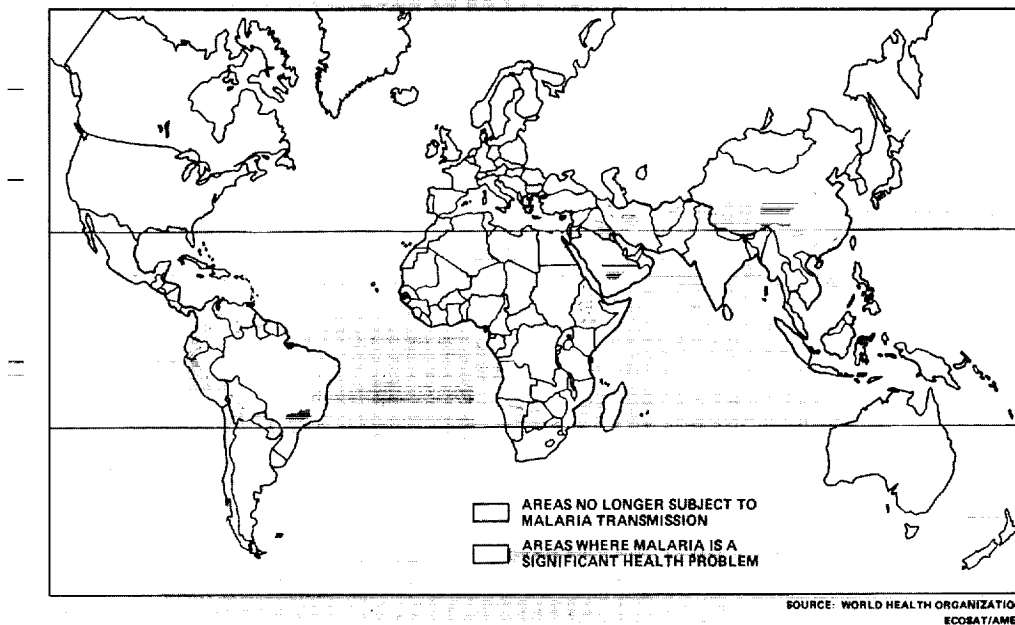 AREAS NO LONGER SUBJECT TO
MALARIA TRANSMISSION
AREAS WHERE MALARIA IS A
SIGNIFICANT HEALTH PROBLEM
SOURCE: WORLD HEALTH ORGANIZATIO
ECOSAT/AME